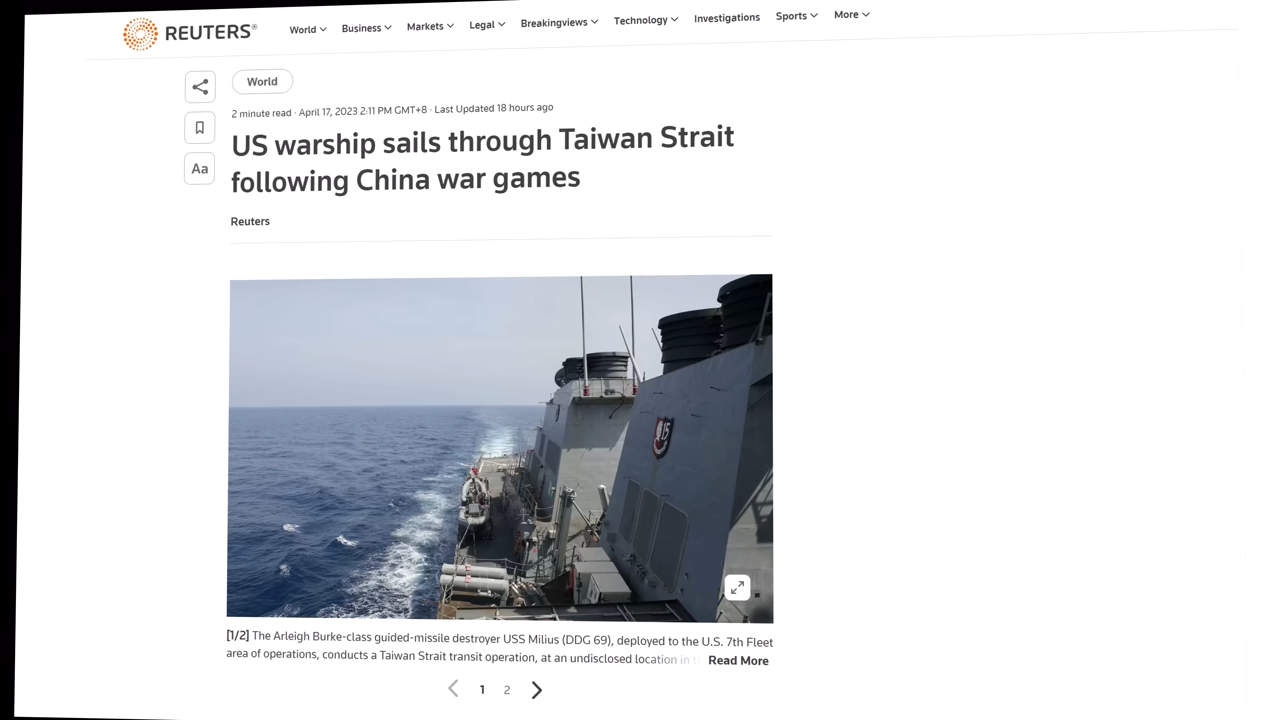 REUTERS®
World Business Markets Legal Breakingviews Technology Investigations Sports More
World
2 minute read · April 17, 2023 2:11 PM GMT+8 · Last Updated 18 hours ago
Aa
US warship sails through Taiwan Strait
following China war games
Reuters
15
[1/2] The Arleigh Burke-class guided-missile destroyer USS Milius (DDG 69), deployed to the U.S. 7th Fleet
area of operations, conducts a Taiwan Strait transit operation, at an undisclosed location in Read More
1 2